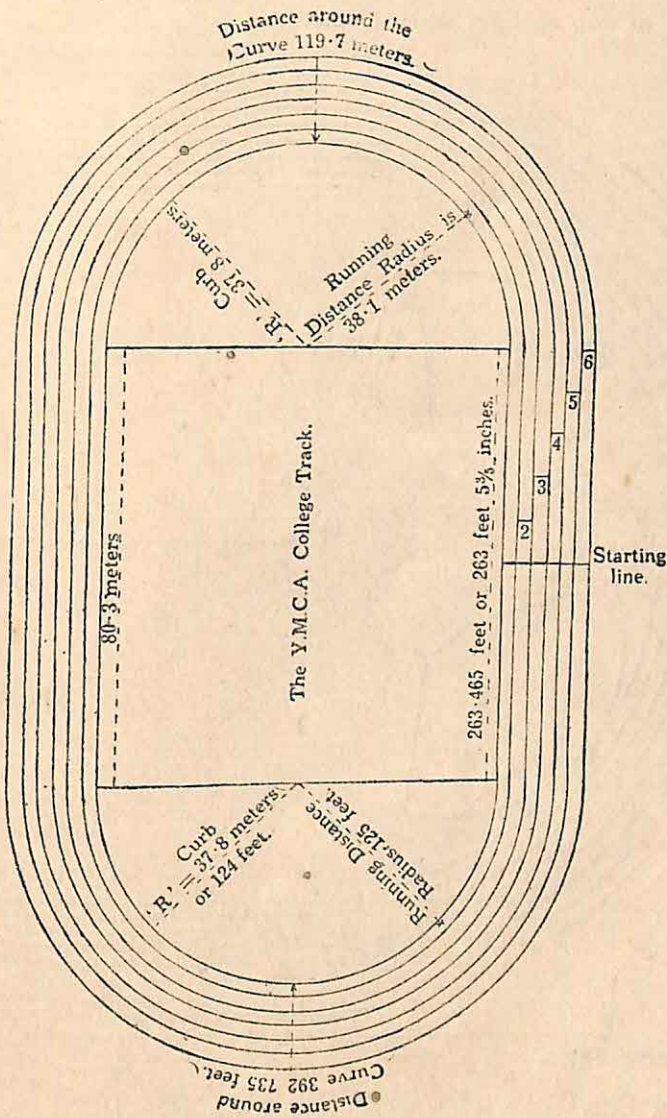 Distance around the
Curve 119·7 meters.
Curb
'R' = 37 8 meters
Running
Distance Radius is
38·1 meters.
80·3 meters
The Y.M.C.A. College Track.
263·465 feet or 263 feet 5⅗ inches.
6
5
4
3
2
Starting
line.
Curb
'R' = 37·8 meters
or 124 feet.
Running Distance
Radius·125 feet.
Distance around
Curve 392 735 feet.